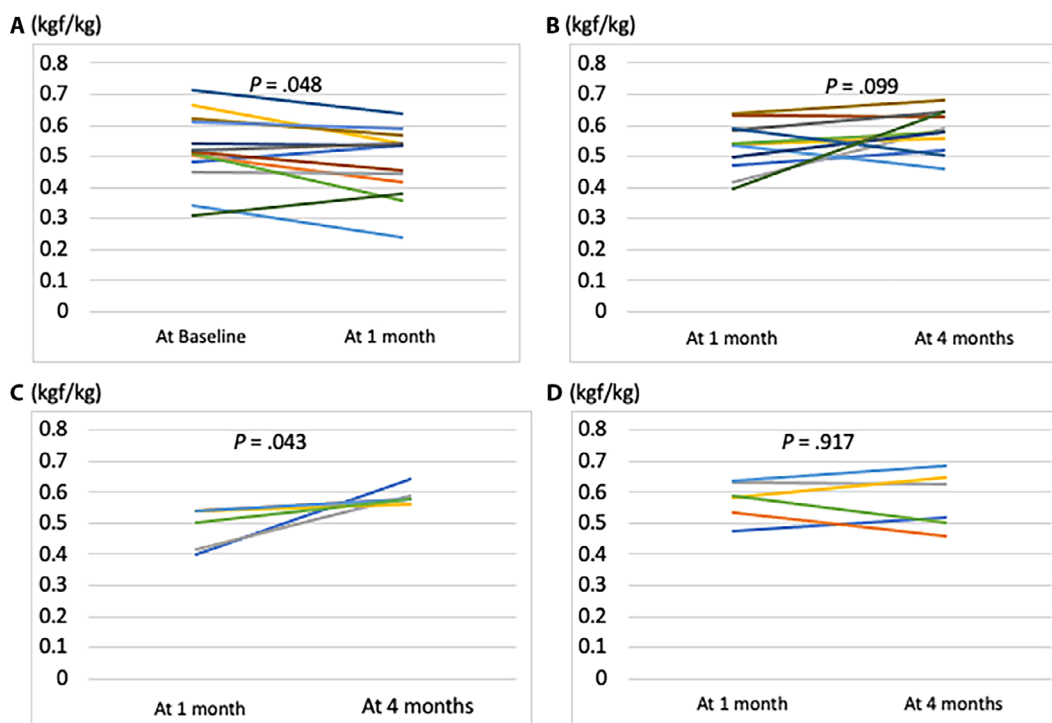 A (kgf/kg)
P = .048
0.8
0.7
0.6
0.5
0.4
0.3
0.2
0.1
0
At Baseline
At 1 month
B (kgf/kg)
P = .099
0.8
0.7
0.6
0.5
0.4
0.3
0.2
0.1
0
At 1 month
At 4 months
C (kgf/kg)
P = .043
0.8
0.7
0.6
0.5
0.4
0.3
0.2
0.1
0
At 1 month
At 4 months
D (kgf/kg)
P = .917
0.8
0.7
0.6
0.5
0.4
0.3
0.2
0.1
0
At 1 month
At 4 months